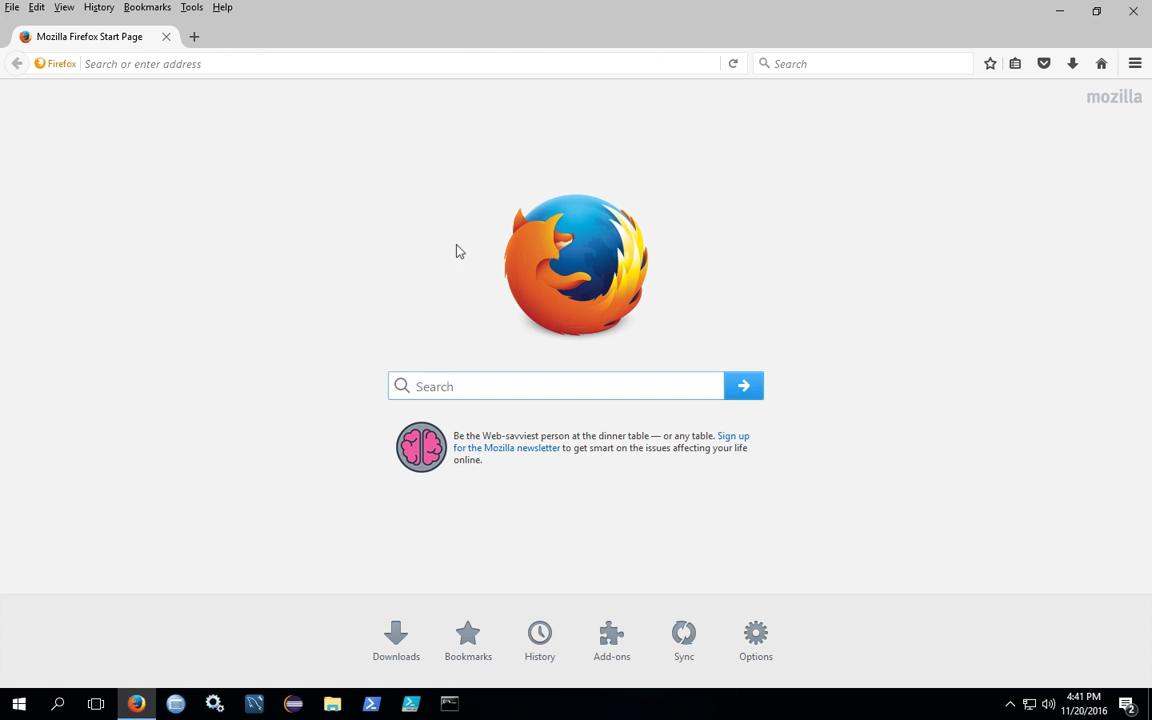 File Edit View History Bookmarks Tools Help
Mozilla Firefox Start Page
Firefox Search or enter address Search
mozilla
Search
Be the Web-savviest person at the dinner table — or any table. Sign up
for the Mozilla newsletter to get smart on the issues affecting your life
online.
Downloads Bookmarks History Add-ons Sync Options
4:41 PM
11/20/2016
2